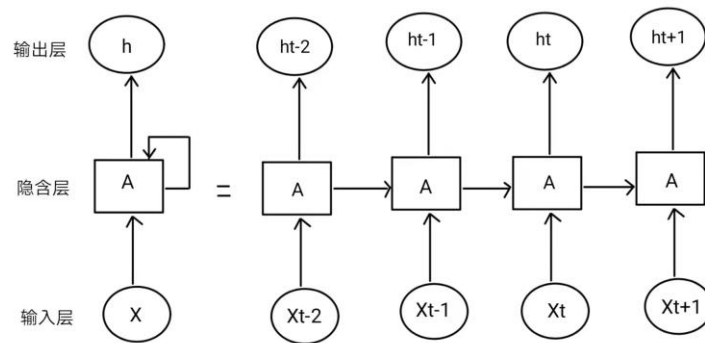 输出层 h ht-2 ht-1 ht ht+1
隐含层 A = A A A A
输入层 X Xt-2 Xt-1 Xt Xt+1